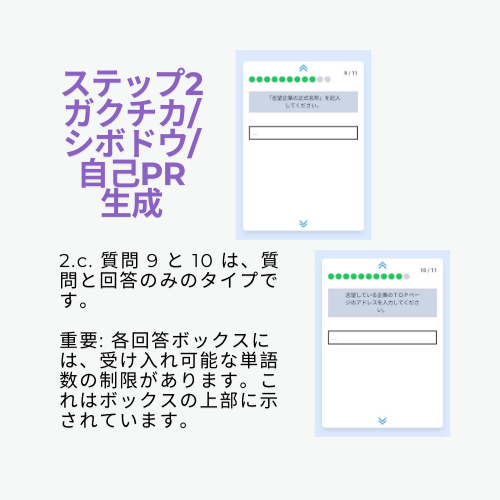 ステップ2
ガクチカ/
シボドウ/
自己PR
生成
9 / 11
「志望企業の正式名称」を記入
してください。
...
2.c. 質問 9 と 10 は、質
問と回答のみのタイプで
す。
重要: 各回答ボックスに
は、受け入れ可能な単語
数の制限があります。こ
れはボックスの上部に示
されています。
10 / 11
志望している企業のTOPペー
ジのアドレスを入力してくださ
い。
...